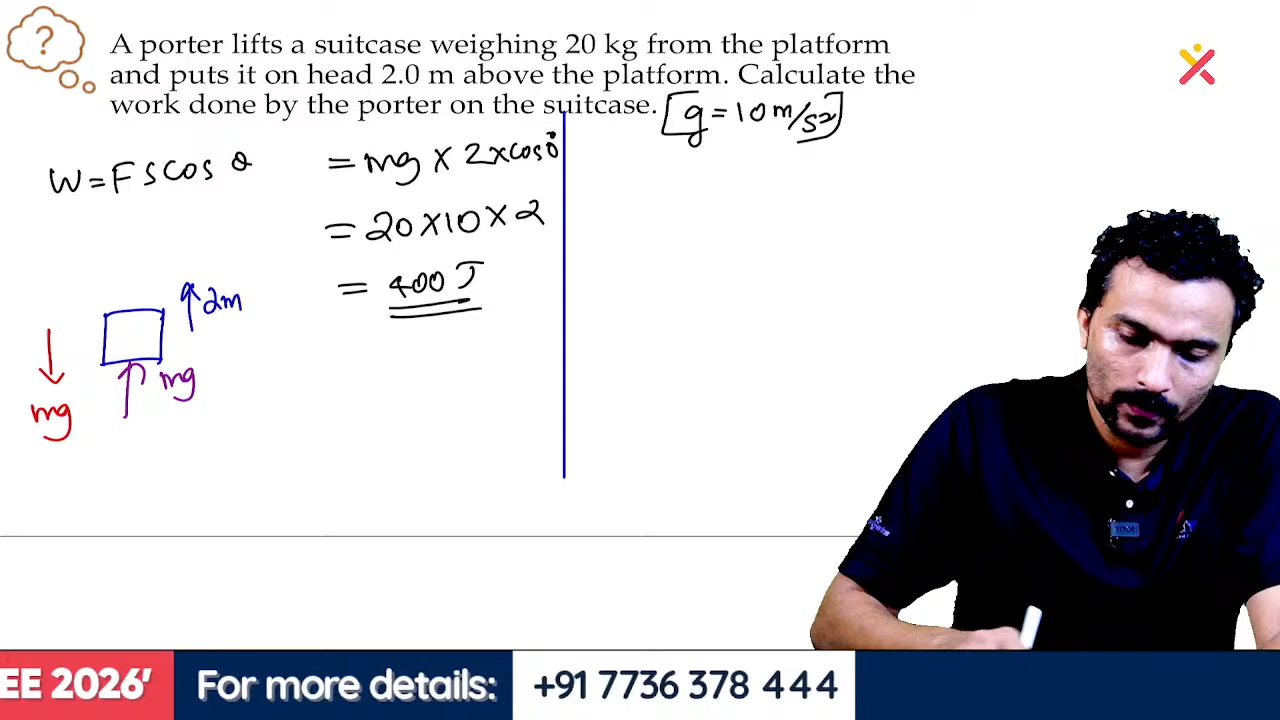 ?
A porter lifts a suitcase weighing 20 kg from the platform
and puts it on head 2.0 m above the platform. Calculate the
work done by the porter on the suitcase. [g = 10 m/s²]
W = F S cos θ
= mg × 2 × cos 0°
= 20 × 10 × 2
= 400 J
2m
mg
mg
EE 2026’
For more details:
+91 7736 378 444